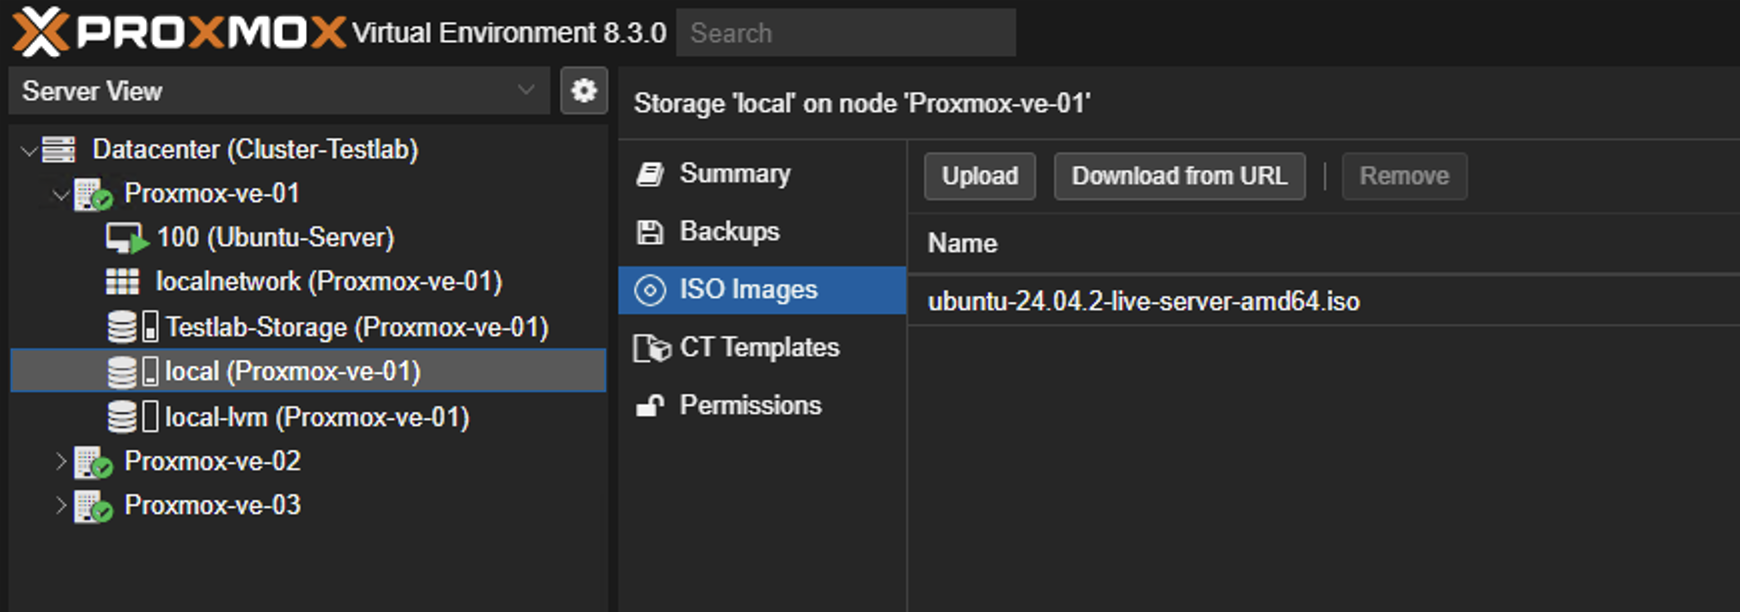 PROXMOX Virtual Environment 8.3.0 Search
Server View
Storage 'local' on node 'Proxmox-ve-01'
Datacenter (Cluster-Testlab)
Proxmox-ve-01
100 (Ubuntu-Server)
localnetwork (Proxmox-ve-01)
Testlab-Storage (Proxmox-ve-01)
local (Proxmox-ve-01)
local-lvm (Proxmox-ve-01)
Proxmox-ve-02
Proxmox-ve-03
Summary
Backups
ISO Images
CT Templates
Permissions
Upload Download from URL Remove
Name
ubuntu-24.04.2-live-server-amd64.iso